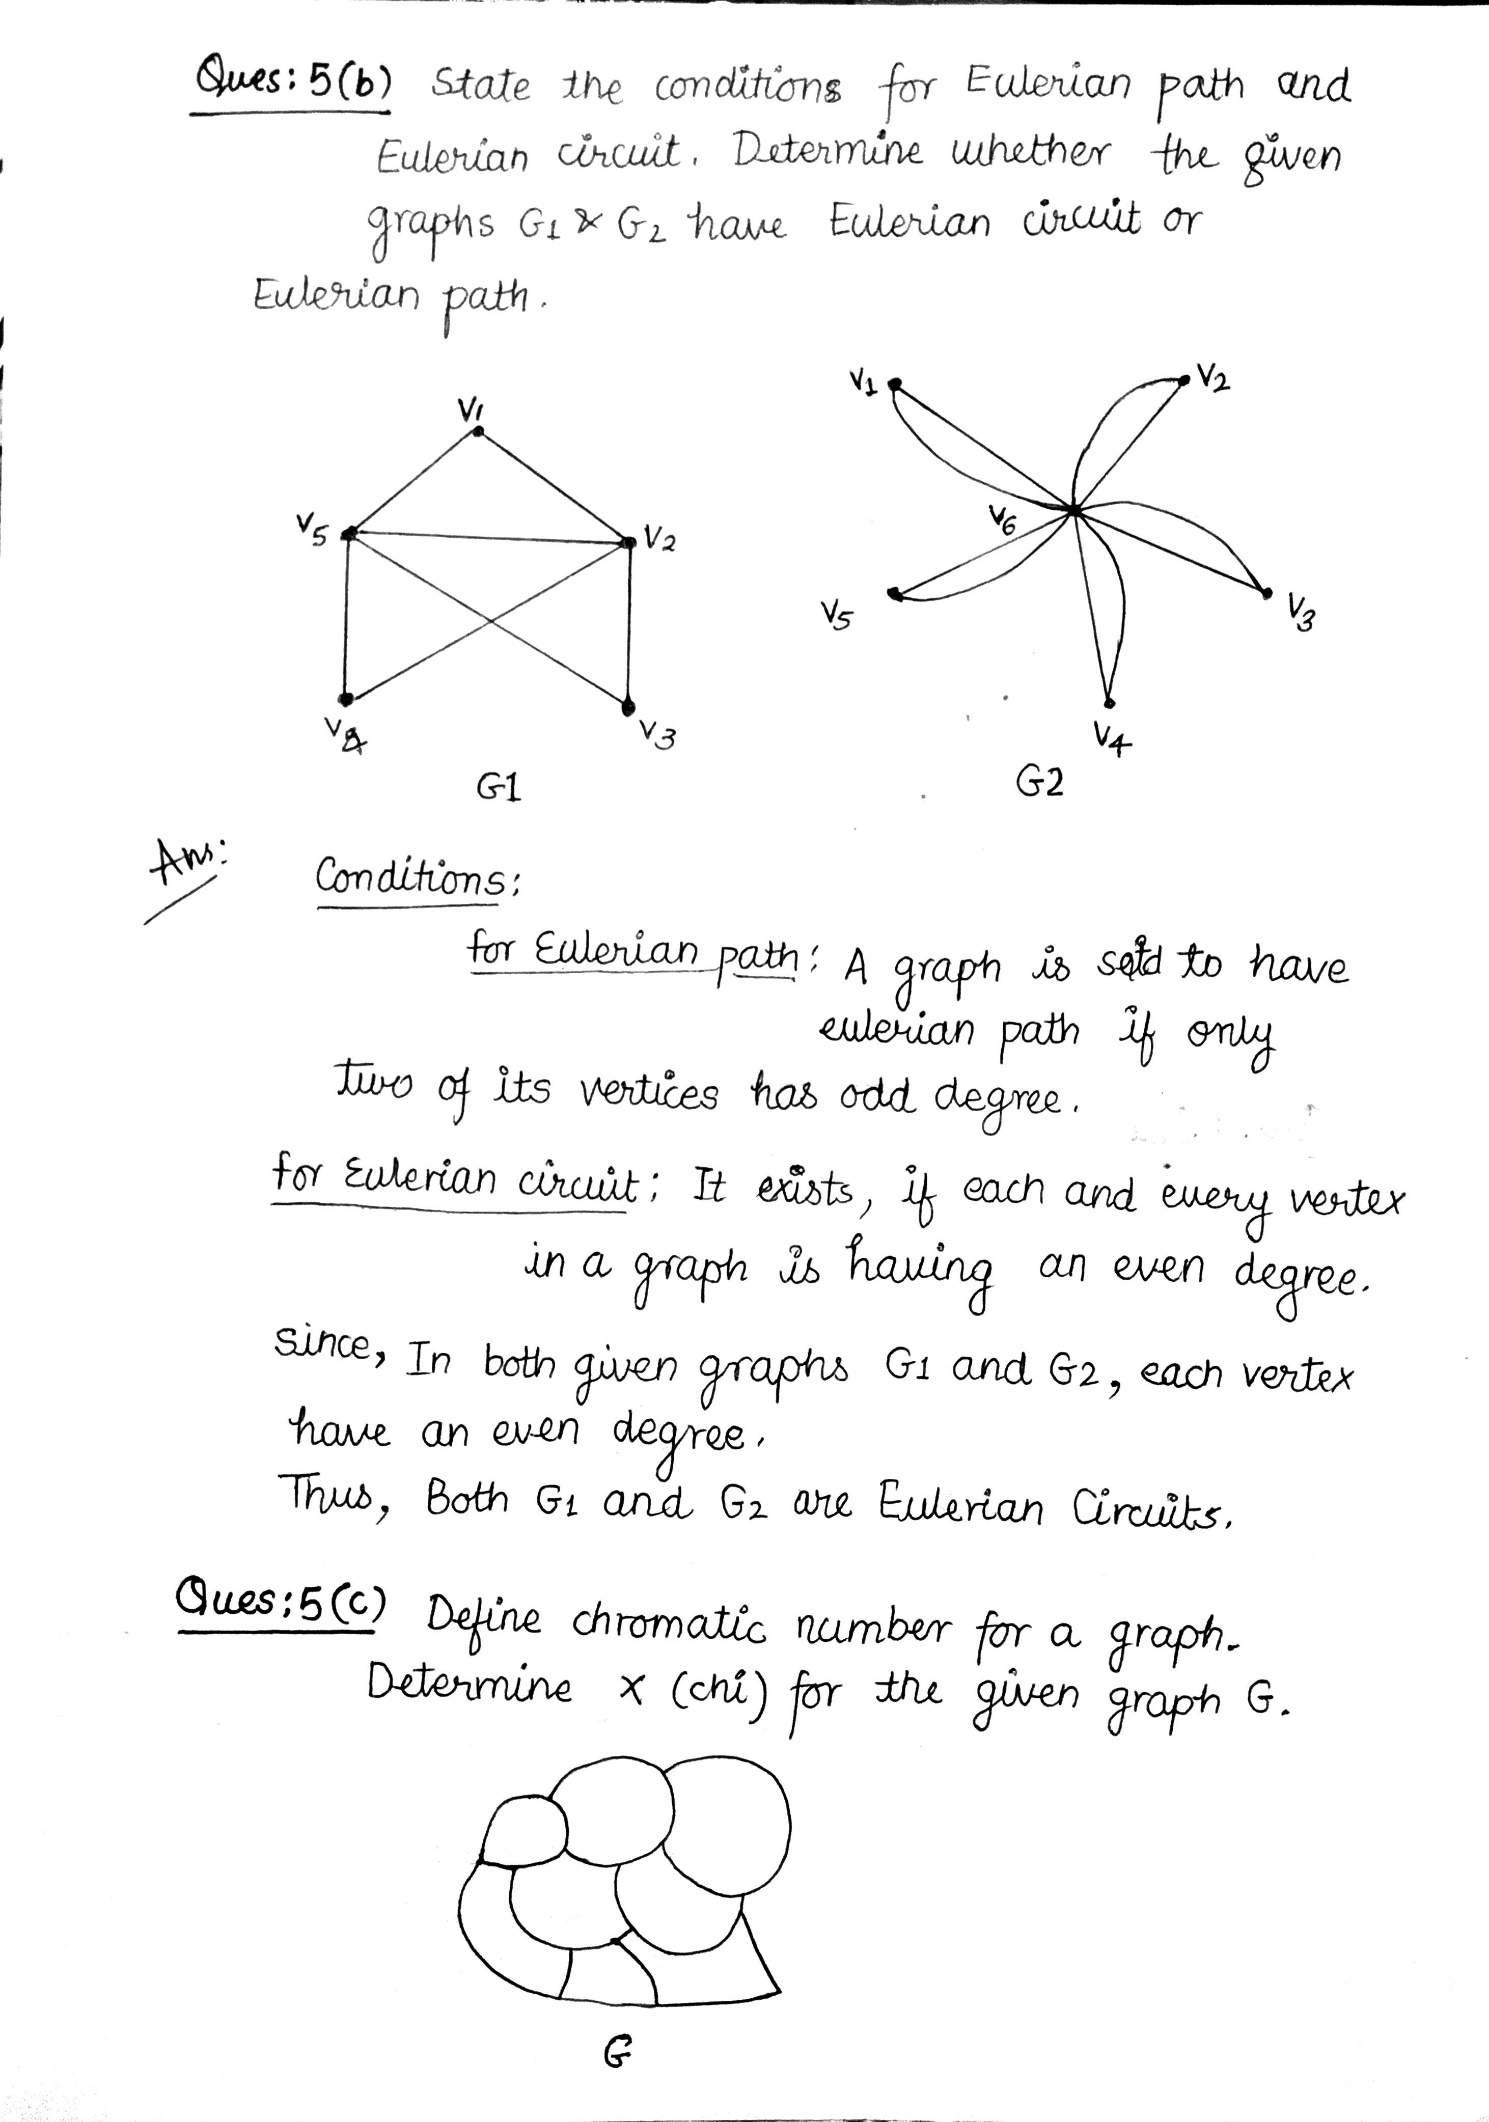 Ques: 5(b) State the conditions for Eulerian path and
Eulerian circuit. Determine whether the given
graphs G1 & G2 have Eulerian circuit or
Eulerian path.
V1
V5
V2
V3
G1
V1
V2
V6
V5
V3
V4
G2
Ans:
Conditions:
for Eulerian path: A graph is said to have
eulerian path if only
two of its vertices has odd degree.
for Eulerian circuit: It exists, if each and every vertex
in a graph is having an even degree.
since, In both given graphs G1 and G2, each vertex
have an even degree.
Thus, Both G1 and G2 are Eulerian Circuits.
Ques: 5(c) Define chromatic number for a graph.
Determine x (chi) for the given graph G.
G